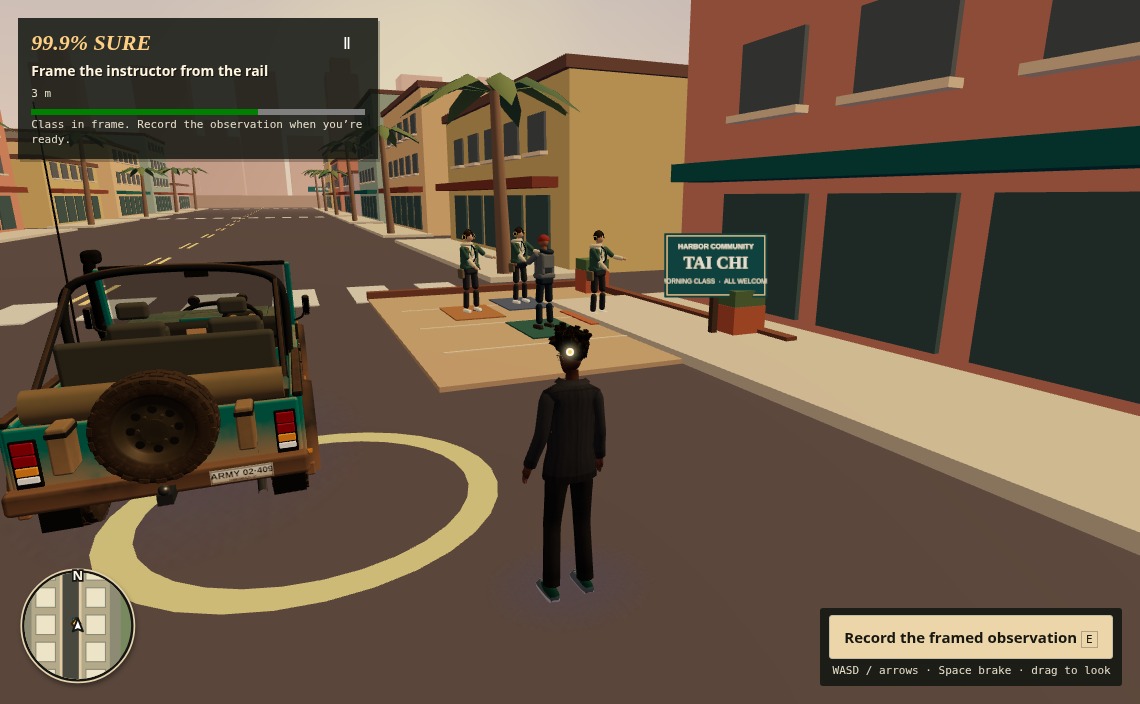 99.9% SURE
Frame the instructor from the rail
3 m
Class in frame. Record the observation when you’re
ready.
HARBOR COMMUNITY
TAI CHI
ORNING CLASS · ALL WELCOM
ARMY 02-409
N
Record the framed observation E
WASD / arrows · Space brake · drag to look